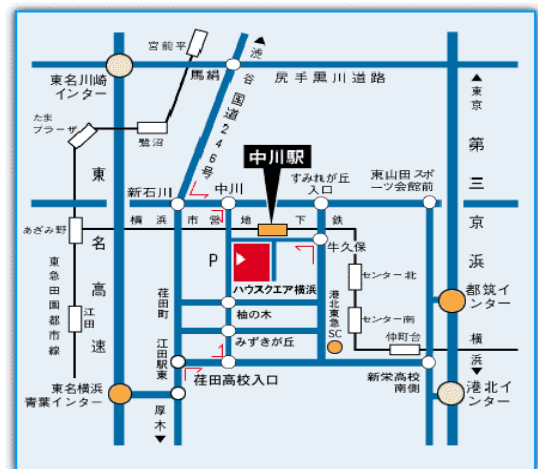 宮前平
渋谷
東名川崎
インター
馬絹
尻手黒川道路
東京
たま
プラーザ
鷺沼
国道246号
中川駅
第三京浜
東名高速
新石川
中川
すみれが丘
入口
東山田スポ
ーツ会館前
横浜市営地下鉄
あざみ野
牛久保
P
ハウスクエア横浜
センター北
東急田園都市線
荏田町
柚の木
港北東急
SC
センター南
都筑イ
ンター
江田
みずきが丘
仲町台
横浜
江田駅東
荏田高校入口
新栄高校
南側
東名横浜
青葉インター
厚木
港北イ
ンター